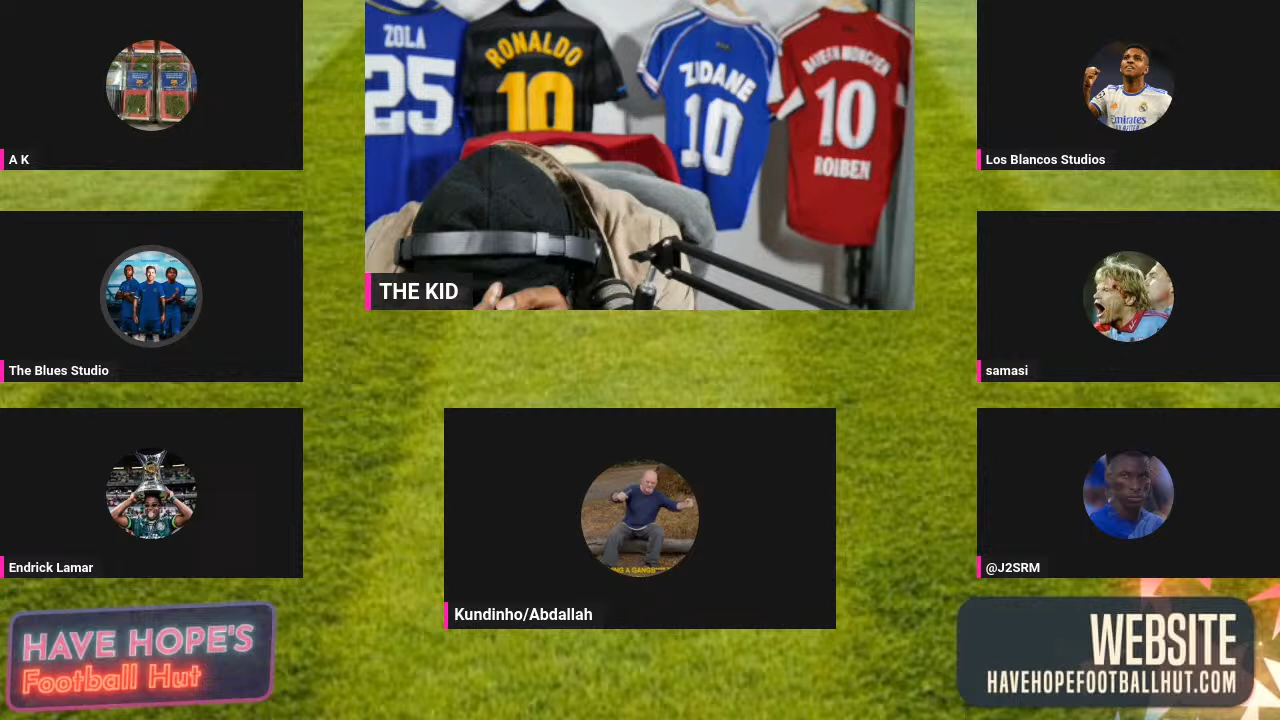 ZOLA
25
RONALDO
10
ZIDANE
10
BAYERN MÜNCHEN
10
ROIBEN
A K
THE KID
Los Blancos Studios
Emirates
The Blues Studio
samasi
Endrick Lamar
Kundinho/Abdallah
@J2SRM
HAVE HOPE'S
Football Hut
WEBSITE
HAVEHOPEFOOTBALLHUT.COM